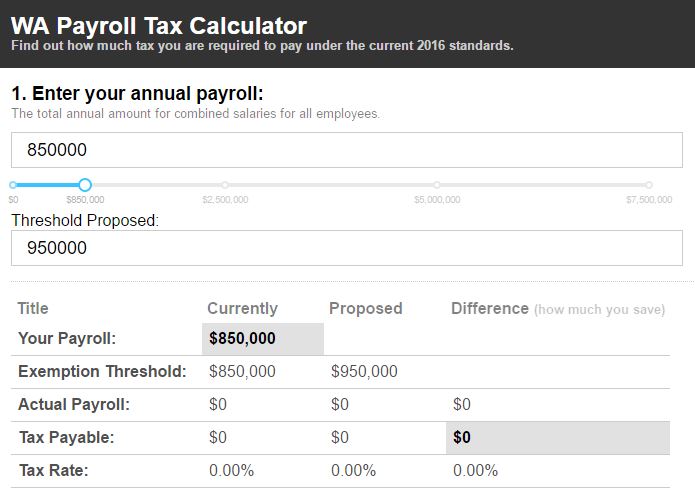 WA Payroll Tax Calculator
Find out how much tax you are required to pay under the current 2016 standards.
1. Enter your annual payroll:
The total annual amount for combined salaries for all employees.
850000
$0 $850,000 $2,500,000 $5,000,000 $7,500,000
Threshold Proposed:
950000
Title Currently Proposed Difference (how much you save)
Your Payroll: $850,000
Exemption Threshold: $850,000 $950,000
Actual Payroll: $0 $0 $0
Tax Payable: $0 $0 $0
Tax Rate: 0.00% 0.00% 0.00%